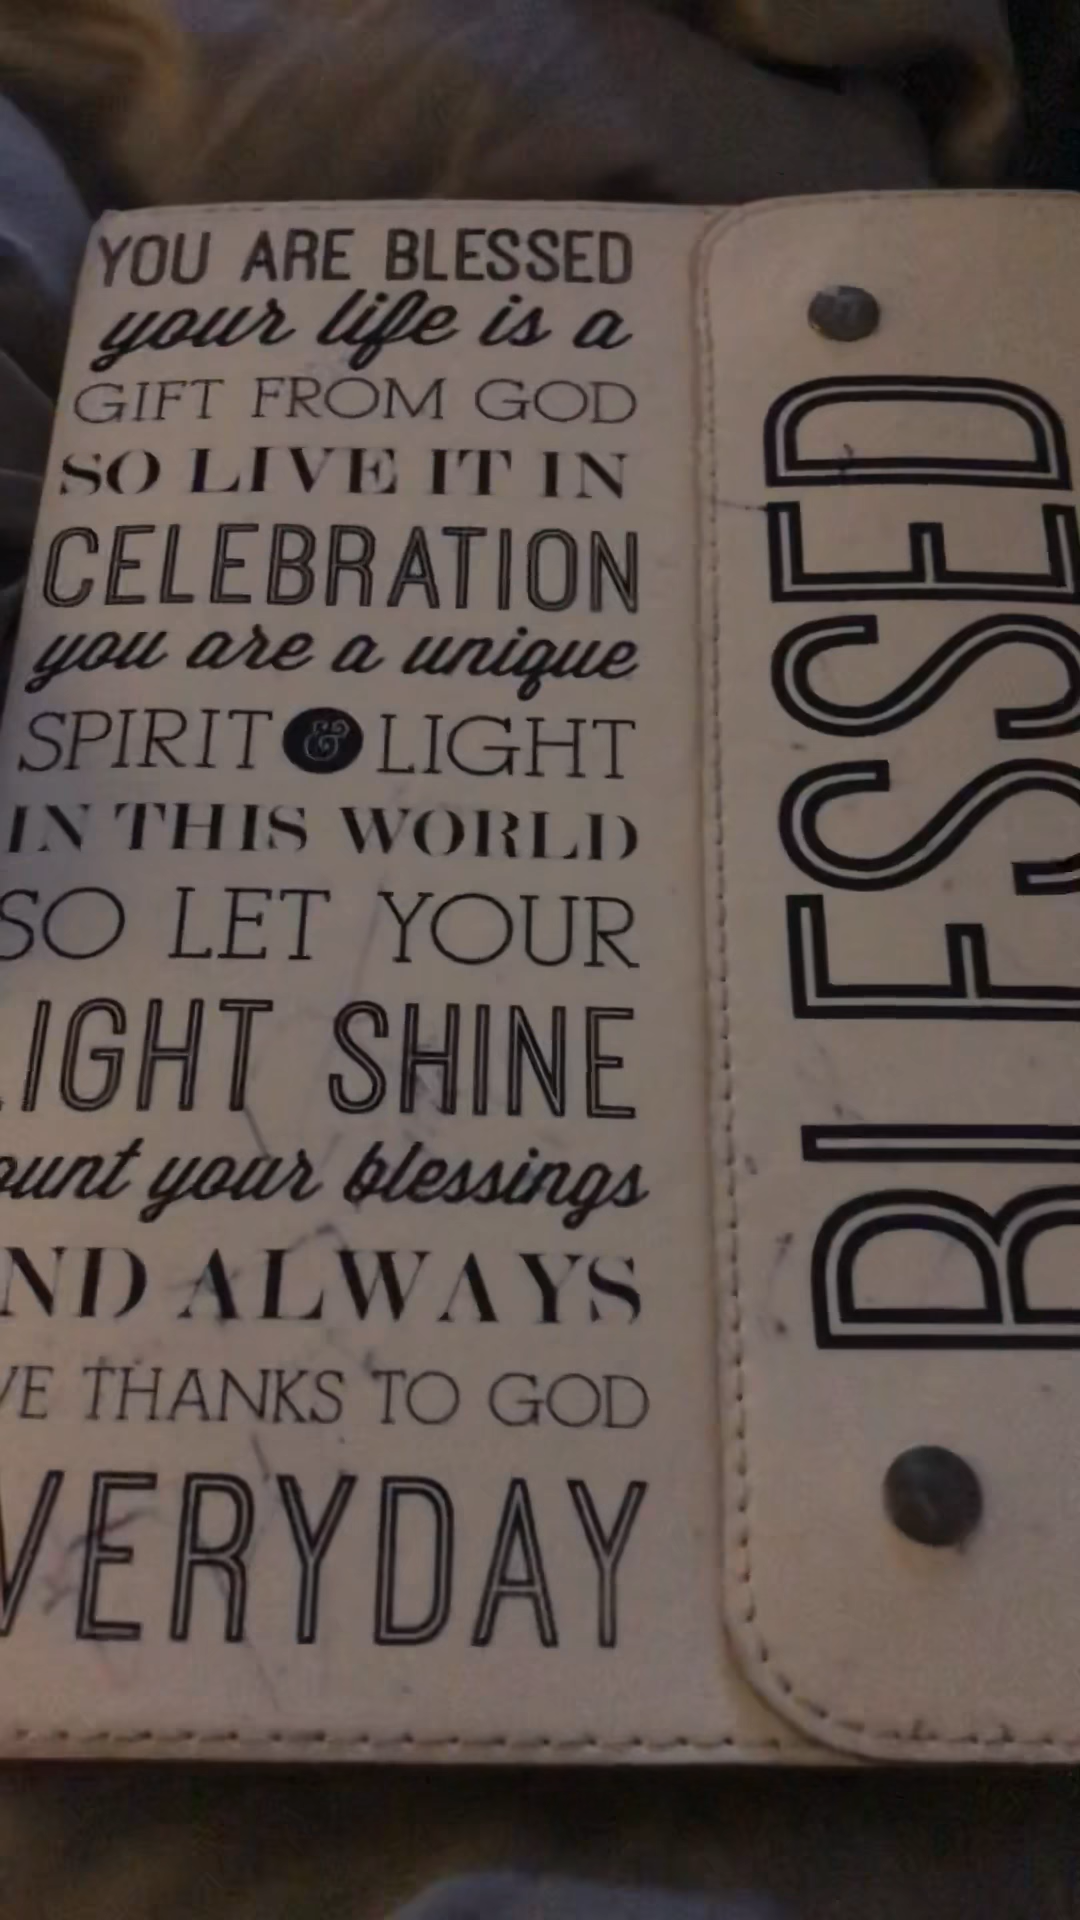 YOU ARE BLESSED
your life is a
GIFT FROM GOD
SO LIVE IT IN
CELEBRATION
you are a unique
SPIRIT & LIGHT
IN THIS WORLD
SO LET YOUR
LIGHT SHINE
ount your blessings
ND ALWAYS
VE THANKS TO GOD
VERYDAY
BLESSED